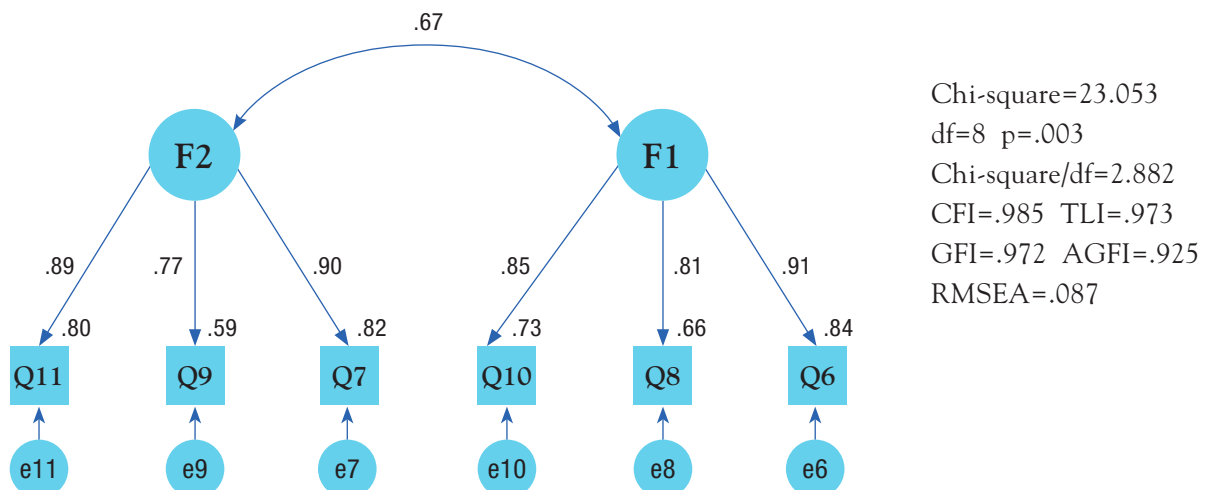 .67
F2
F1
Chi-square=23.053
df=8 p=.003
Chi-square/df=2.882
CFI=.985 TLI=.973
GFI=.972 AGFI=.925
RMSEA=.087
.89 .77 .90 .85 .81 .91
.80 .59 .82 .73 .66 .84
Q11 Q9 Q7 Q10 Q8 Q6
e11 e9 e7 e10 e8 e6